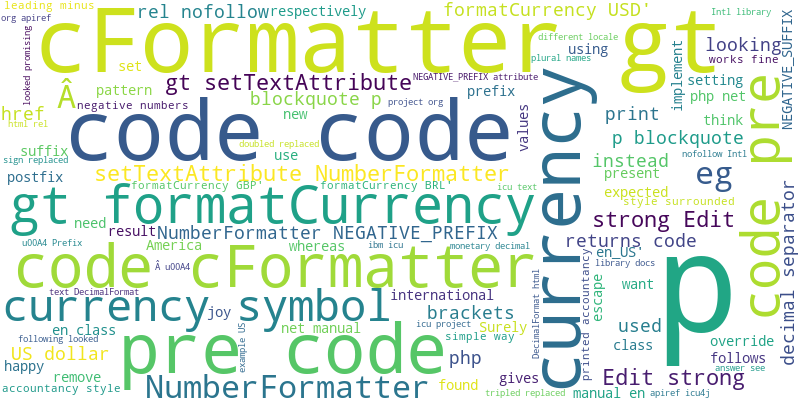 leading minus
org apiref
looked promising
rel nofollow
respectively
cFormatter
gt
formatCurrency USD'
Intl library
NEGATIVE_SUFFIX
different locale
plural names
using
looking
works fine
set
pattern
Â
gt setTextAttribute
NEGATIVE_PREFIX attribute
implement
setting
href
negative numbers
blockquote p
project org
prefix
php net
html rel
new
code code
values
currency
print
think
code pre
sign replaced
suffix
doubled replaced
use
p blockquote
nofollow Intl
postfix
setTextAttribute NumberFormatter
instead
present
eg
formatCurrency GBP'
formatCurrency BRL'
icu text
expected
style surrounded
gt formatCurrency
need
result
NumberFormatter NEGATIVE_PREFIX
strong Edit
decimal separator
u00A4 Prefix
America
whereas
ibm icu
monetary decimal
returns code
en_US'
library docs
code cFormatter
Â u00A4
text DecimalFormat
international
DecimalFormat html
printed accountancy
escape
want
p
currency symbol
joy
brackets
used
override
en class
net manual
icu project
Surely
class
following looked
simple way
follows
US dollar
example US
pre code
php
answer see
happy
remove
found
gives
Edit strong
accountancy style
NumberFormatter
tripled replaced
manual en
apiref icu4j